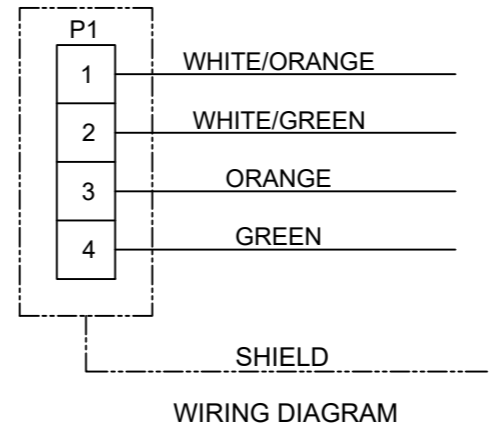 P1
1 WHITE/ORANGE
2 WHITE/GREEN
3 ORANGE
4 GREEN
SHIELD
WIRING DIAGRAM